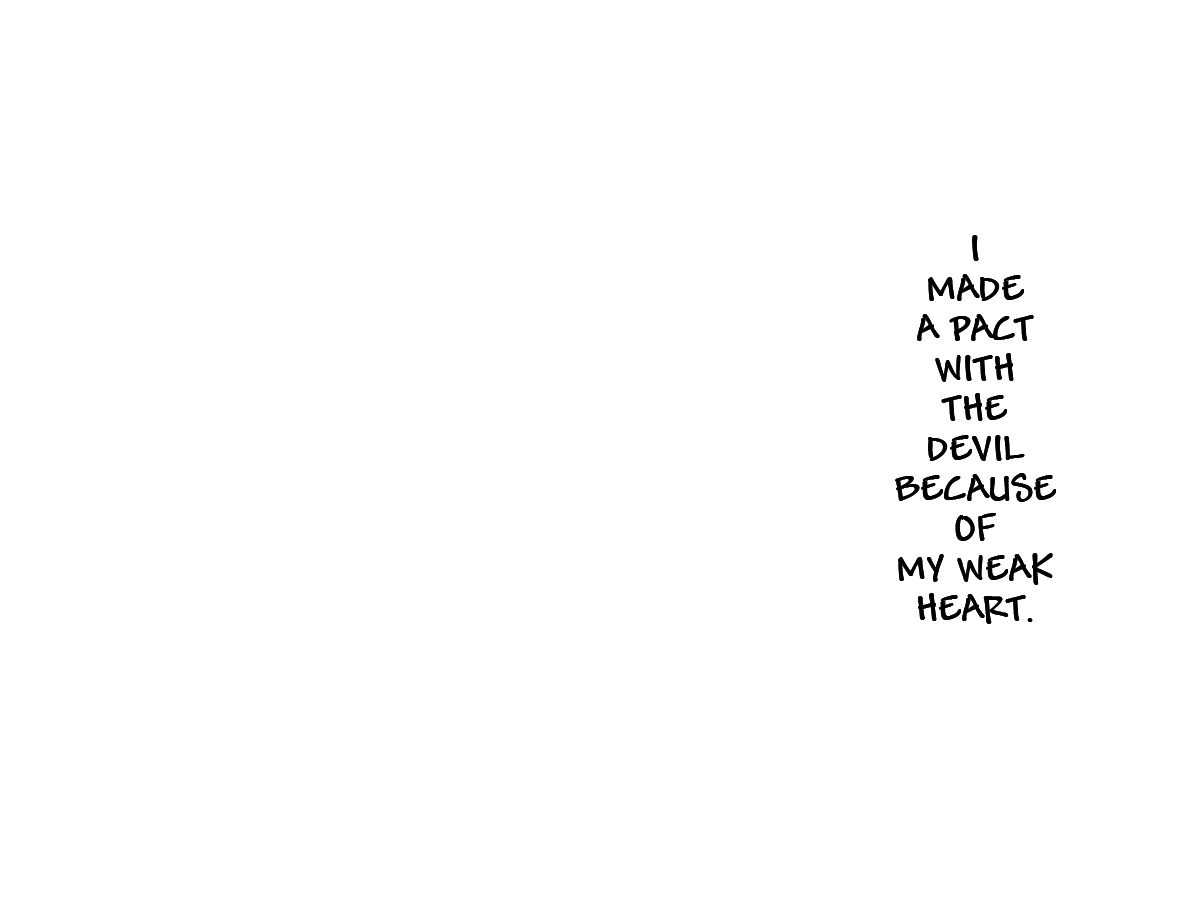 I
MADE
A PACT
WITH
THE
DEVIL
BECAUSE
OF
MY WEAK
HEART.